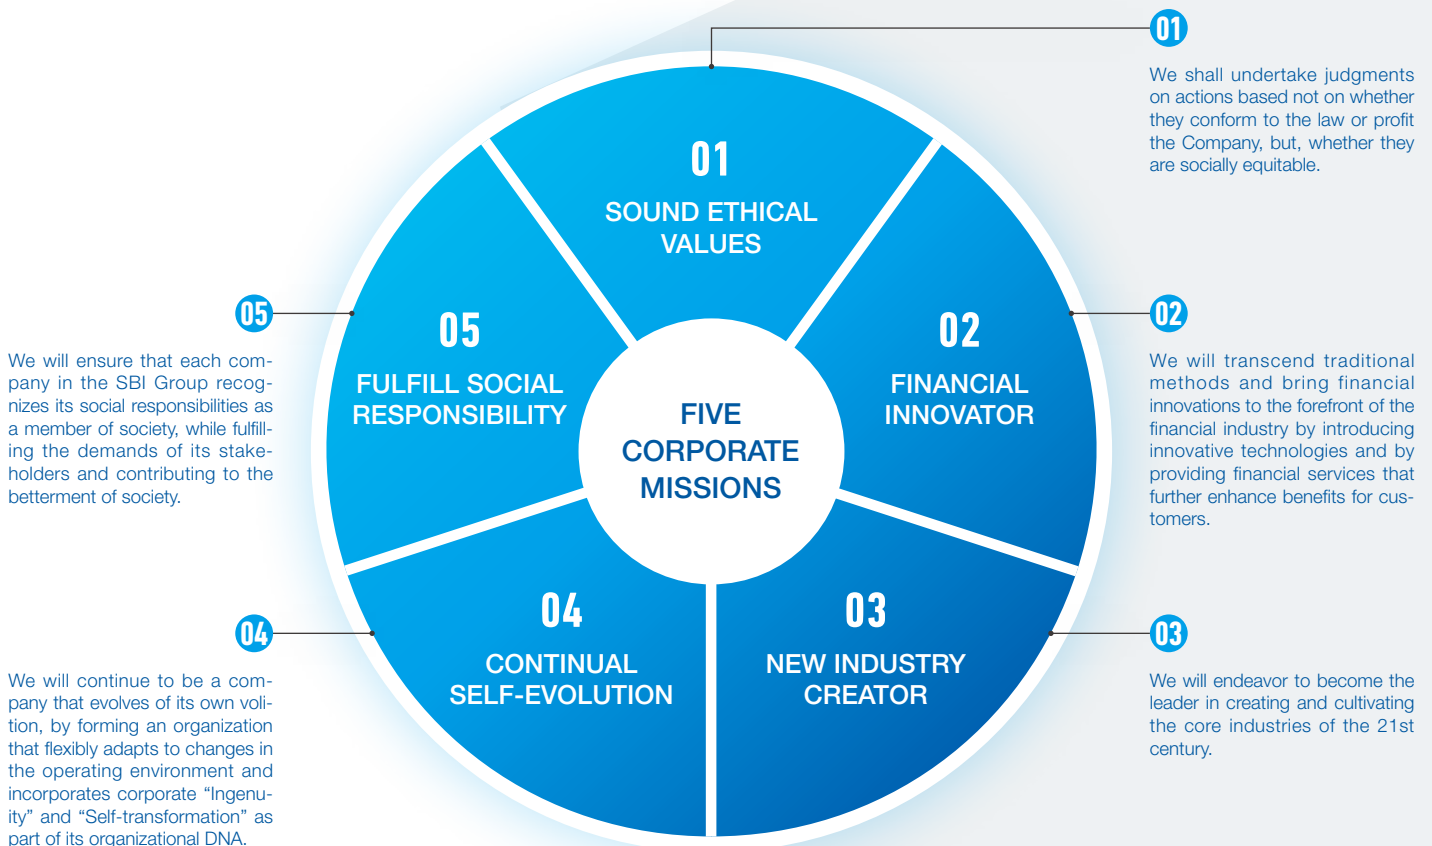 01
We shall undertake judgments
on actions based not on whether
they conform to the law or profit
the Company, but, whether they
are socially equitable.
01
SOUND ETHICAL
VALUES
02
We will transcend traditional
methods and bring financial
innovations to the forefront of the
financial industry by introducing
innovative technologies and by
providing financial services that
further enhance benefits for cus-
tomers.
02
FINANCIAL
INNOVATOR
05
We will ensure that each com-
pany in the SBI Group recog-
nizes its social responsibilities as
a member of society, while fulfill-
ing the demands of its stake-
holders and contributing to the
betterment of society.
05
FULFILL SOCIAL
RESPONSIBILITY
FIVE
CORPORATE
MISSIONS
04
CONTINUAL
SELF-EVOLUTION
03
NEW INDUSTRY
CREATOR
04
We will continue to be a com-
pany that evolves of its own voli-
tion, by forming an organization
that flexibly adapts to changes in
the operating environment and
incorporates corporate “Ingenu-
ity” and “Self-transformation” as
part of its organizational DNA.
03
We will endeavor to become the
leader in creating and cultivating
the core industries of the 21st
century.